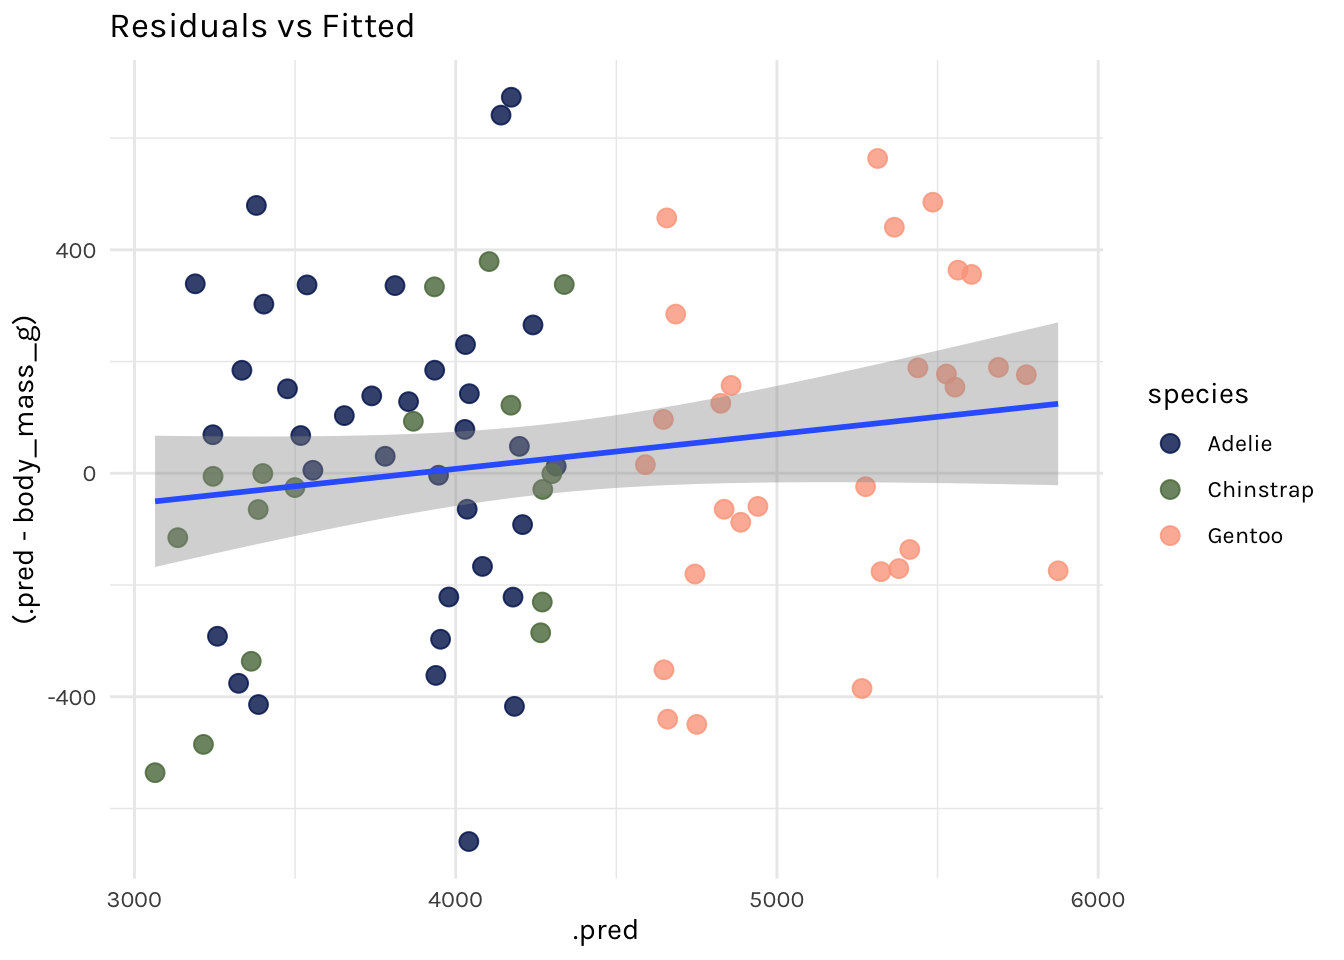 Residuals vs Fitted
(.pred - body_mass_g)
400
0
-400
3000 4000 5000 6000
.pred
species
Adelie
Chinstrap
Gentoo